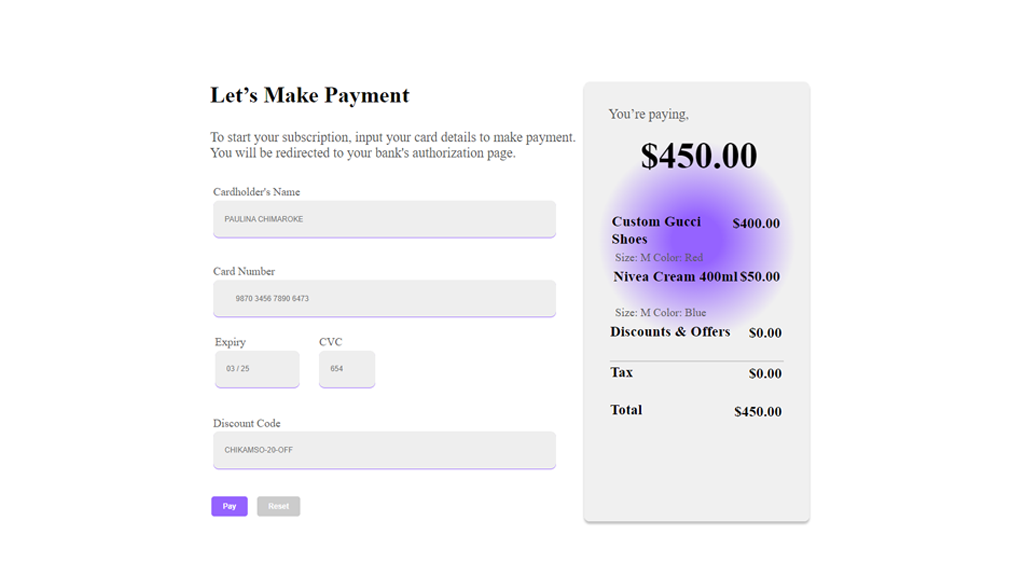 Let’s Make Payment
To start your subscription, input your card details to make payment.
You will be redirected to your bank's authorization page.
Cardholder's Name
PAULINA CHIMAROKE
Card Number
9870 3456 7890 6473
Expiry CVC
03 / 25 654
Discount Code
CHIKAMSO-20-OFF
Pay Reset
You’re paying,
$450.00
Custom Gucci $400.00
Shoes
Size: M Color: Red
Nivea Cream 400ml $50.00
Size: M Color: Blue
Discounts & Offers $0.00
Tax $0.00
Total $450.00